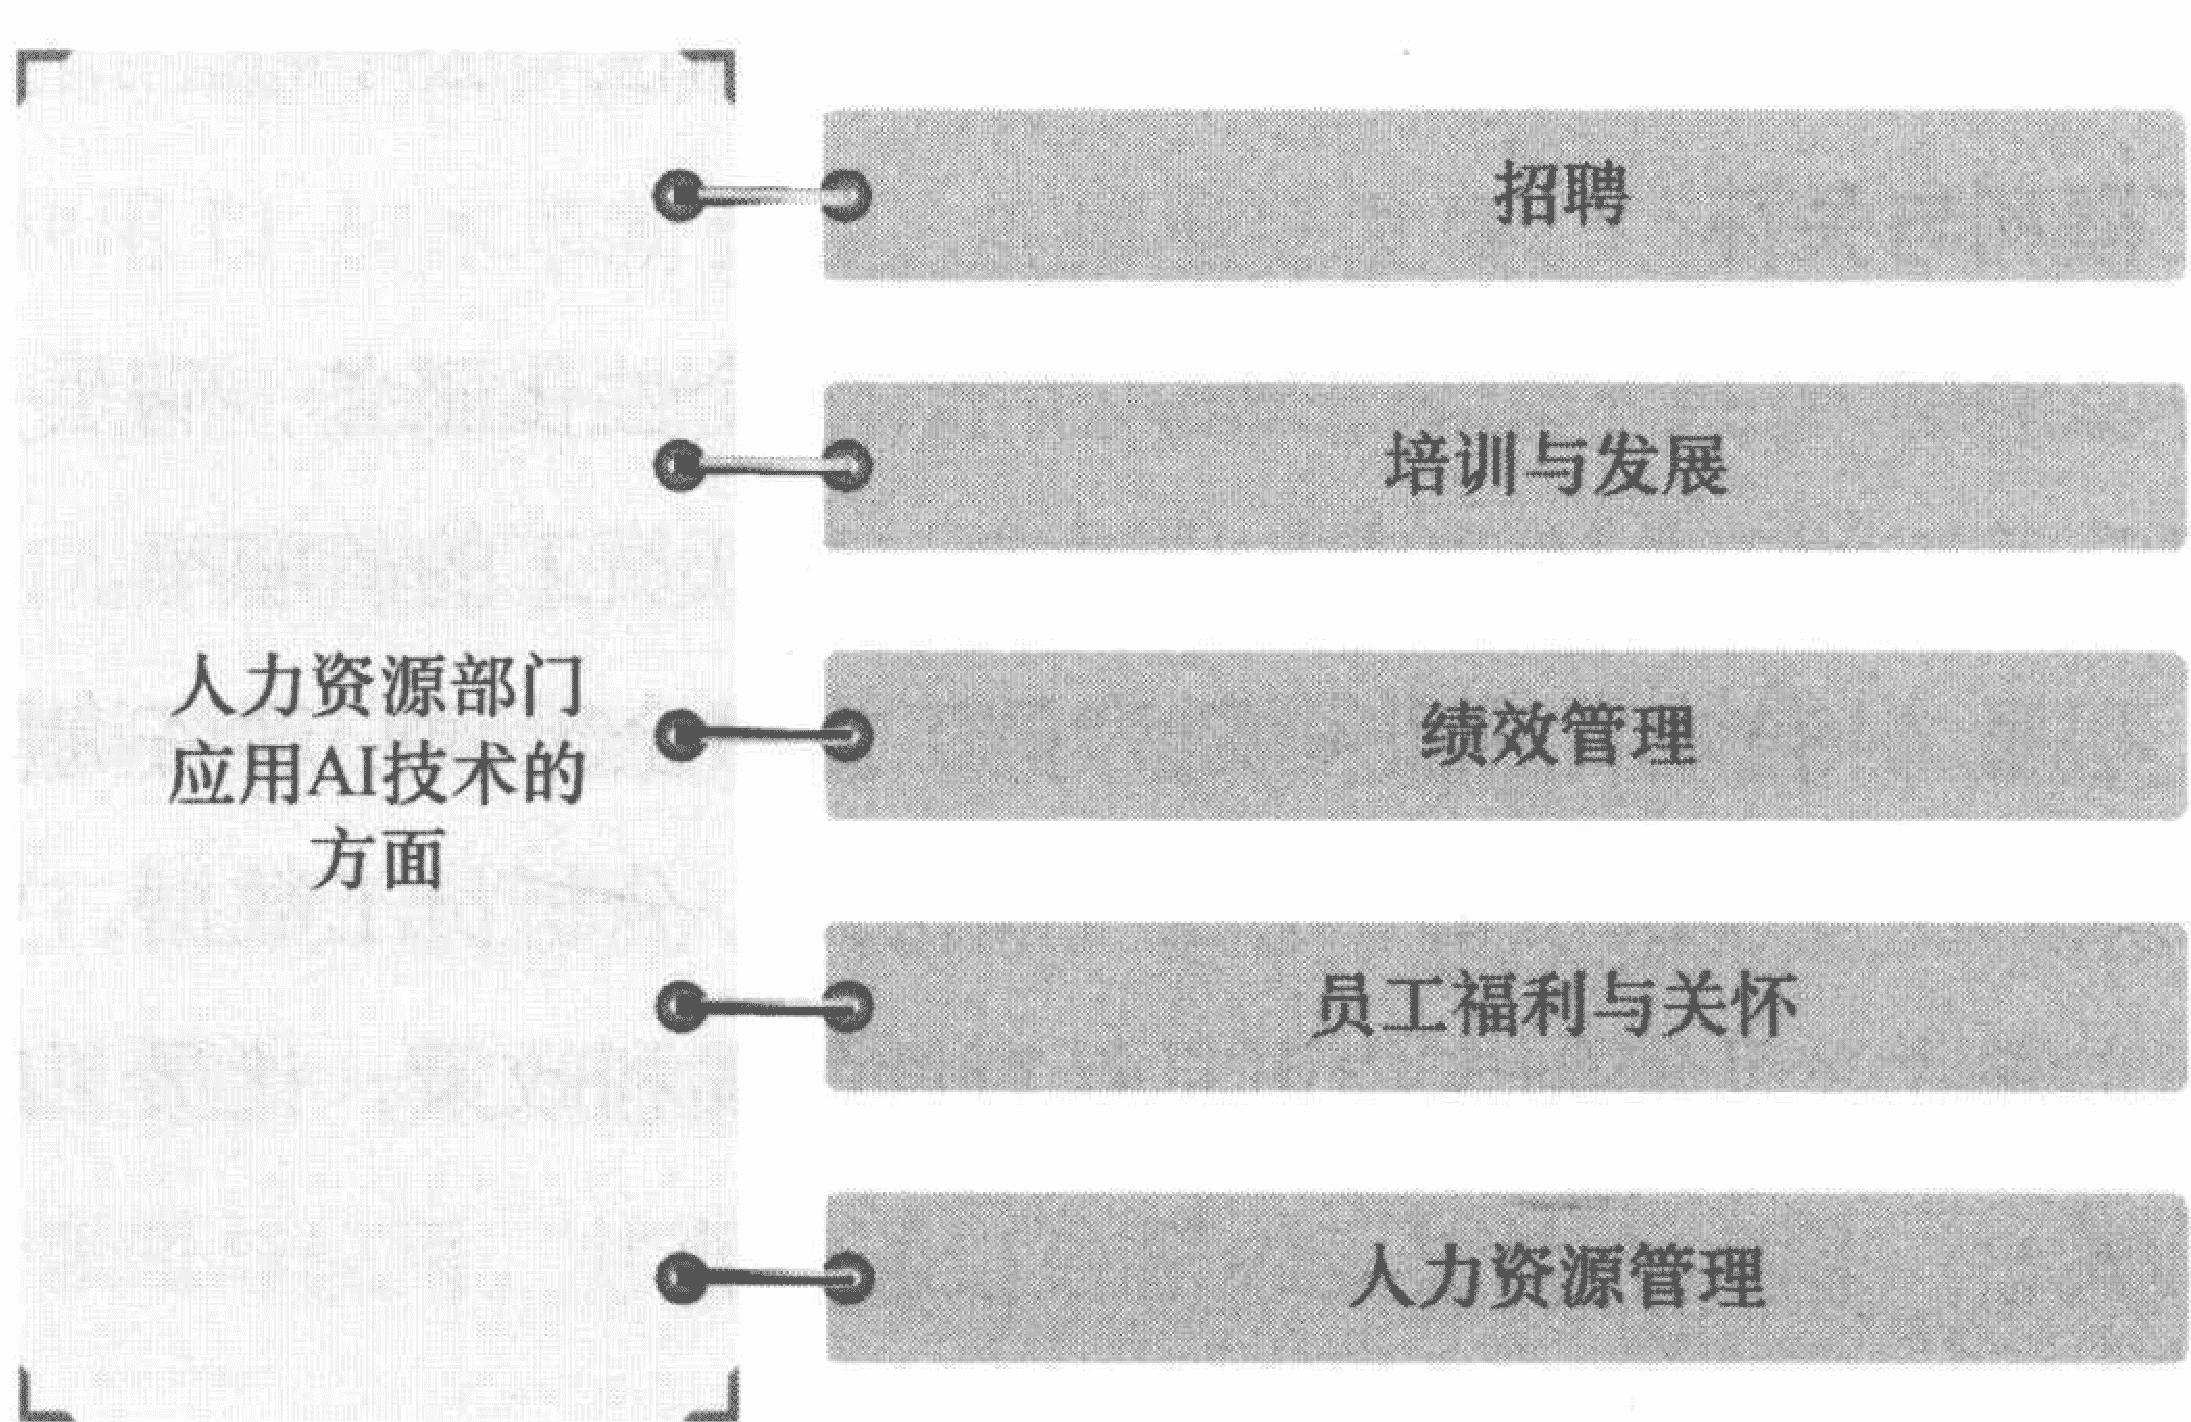 人力资源部门
应用AI技术的
方面
招聘
培训与发展
绩效管理
员工福利与关怀
人力资源管理